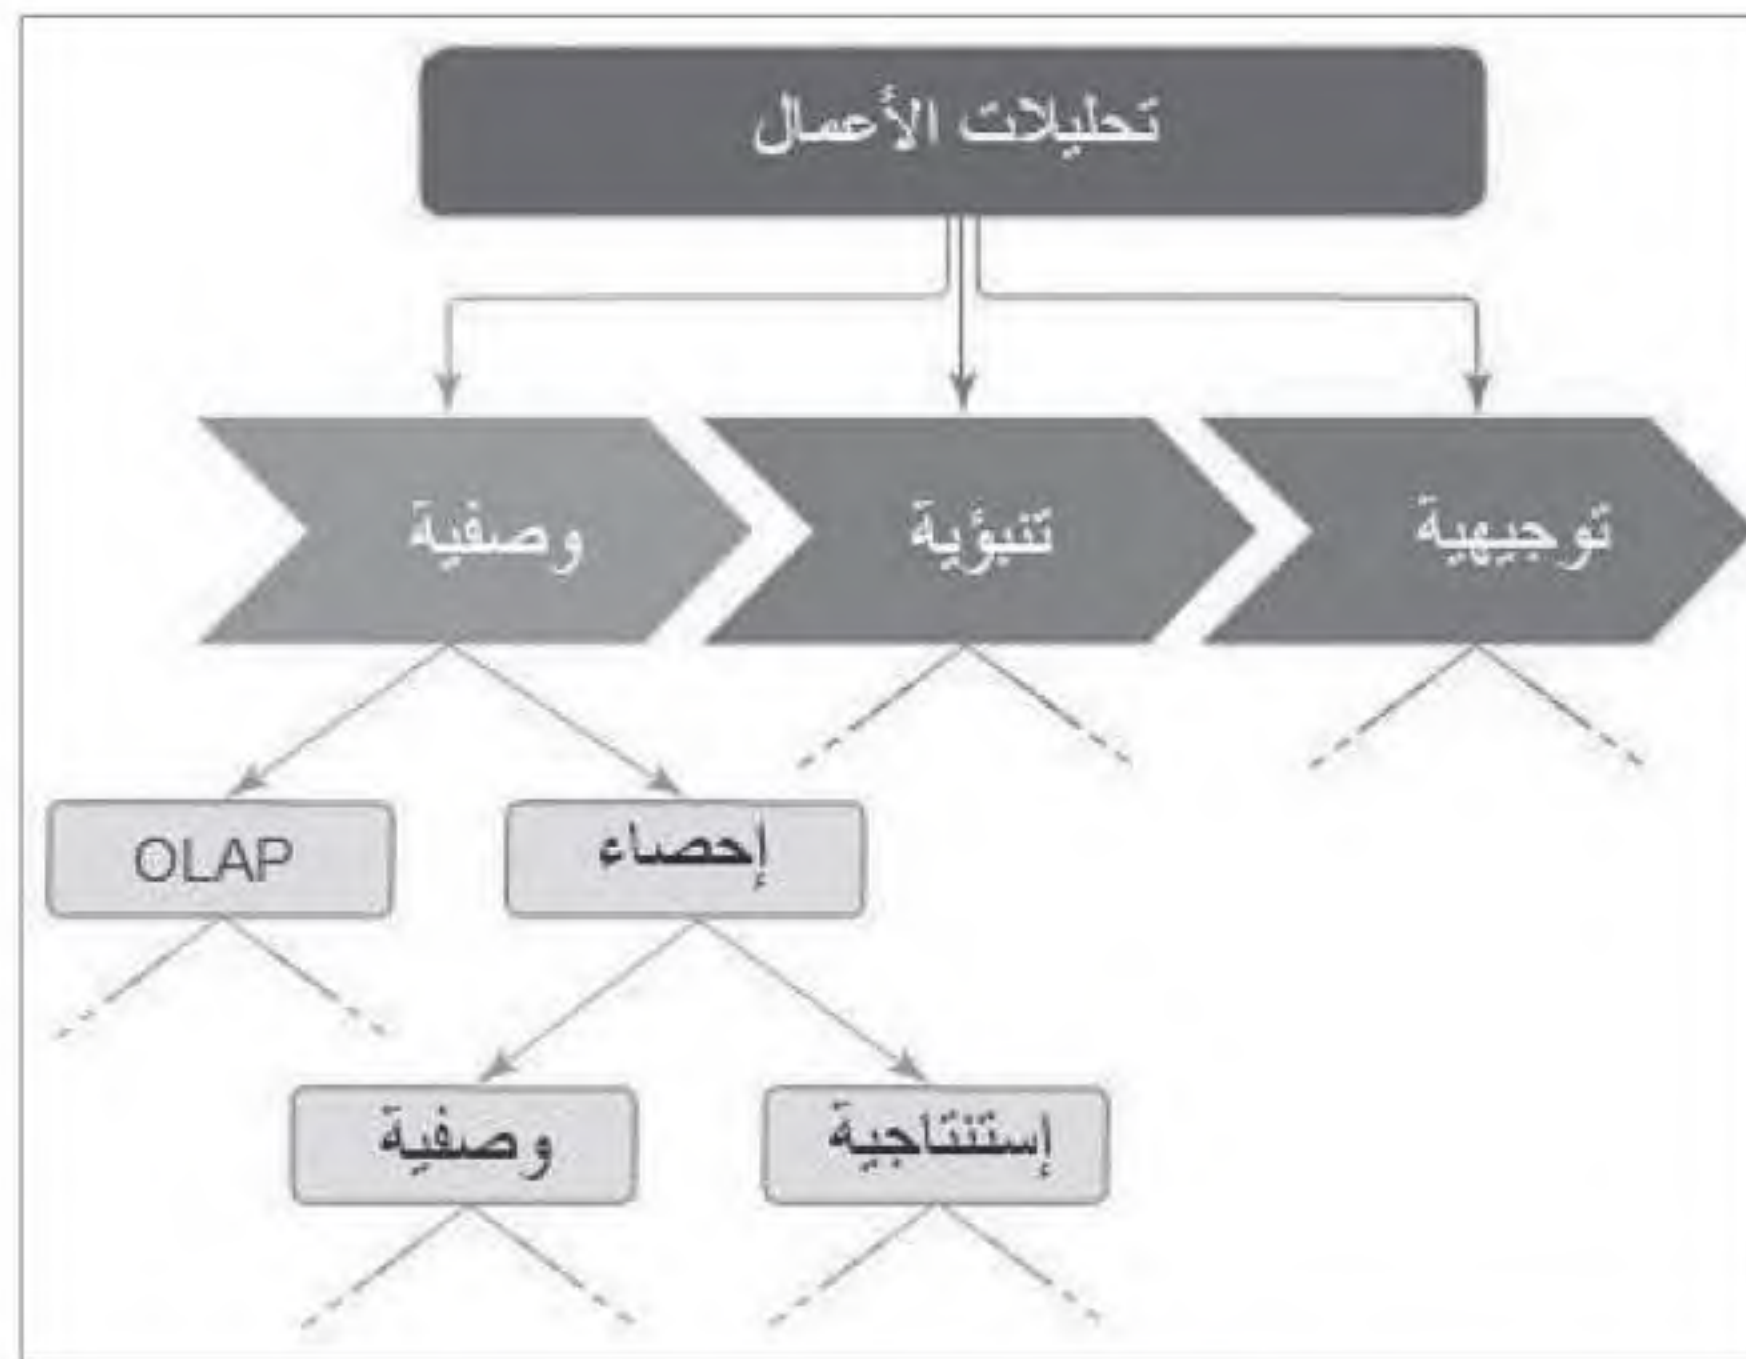 تحليلات الأعمال
وصفية
تنبؤية
توجيهية
OLAP
إحصاء
وصفية
إستنتاجية